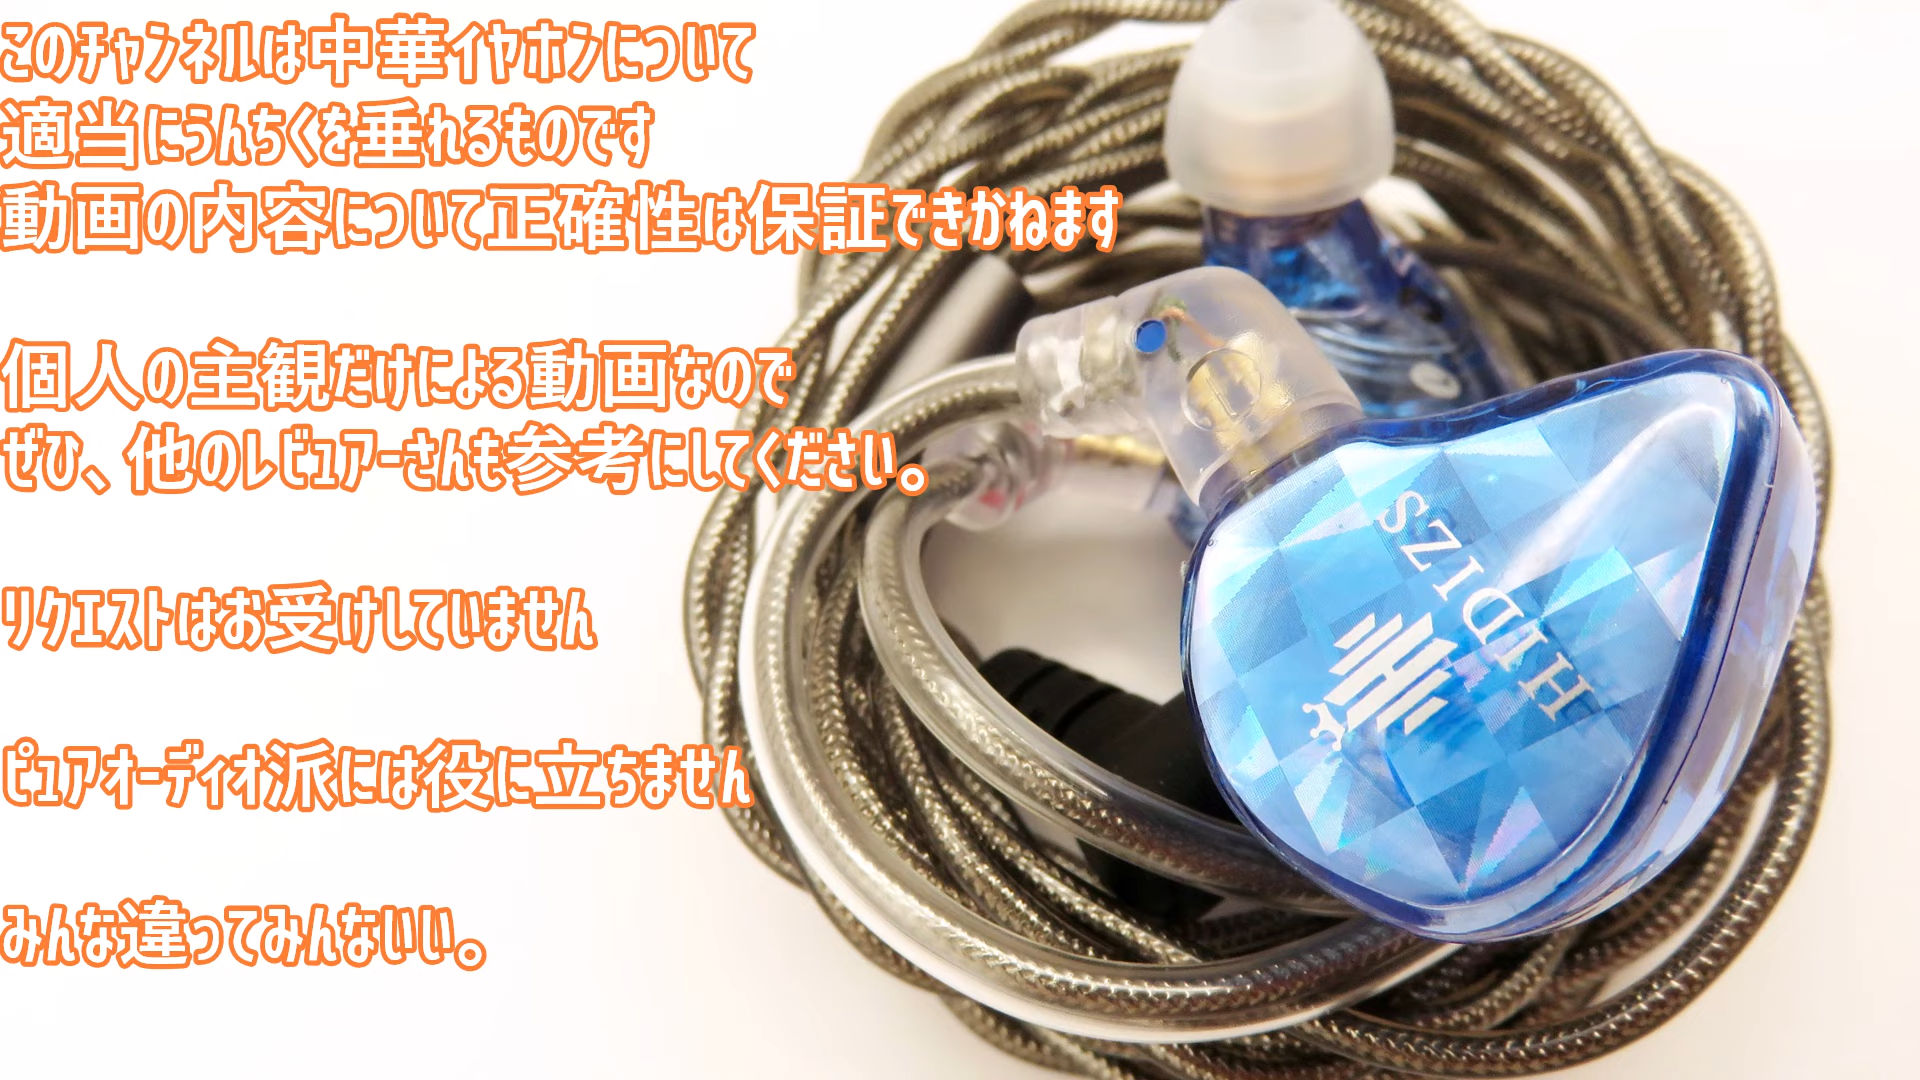 このチャンネルは中華イヤホンについて
適当にうんちくを垂れるものです
動画の内容について正確性は保証できかねます
個人の主観だけによる動画なので
ぜひ、他のレビュアーさんも参考にしてください。
リクエストはお受けしていません
ピュアオーディオ派には役に立ちません
みんな違ってみんないい。
HIDIZS